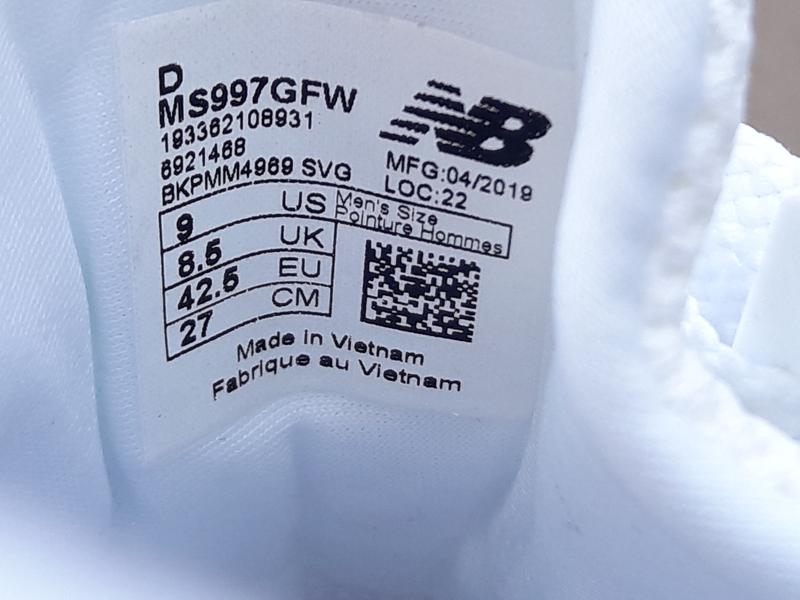 D
MS997GFW
193362108931
6921468
BKPMM4969 SVG
NB
MFG:04/2019
LOC:22
9 US
8.5 UK
42.5 EU
27 CM
Men's Size
Pointure Hommes
Made in Vietnam
Fabrique au Vietnam